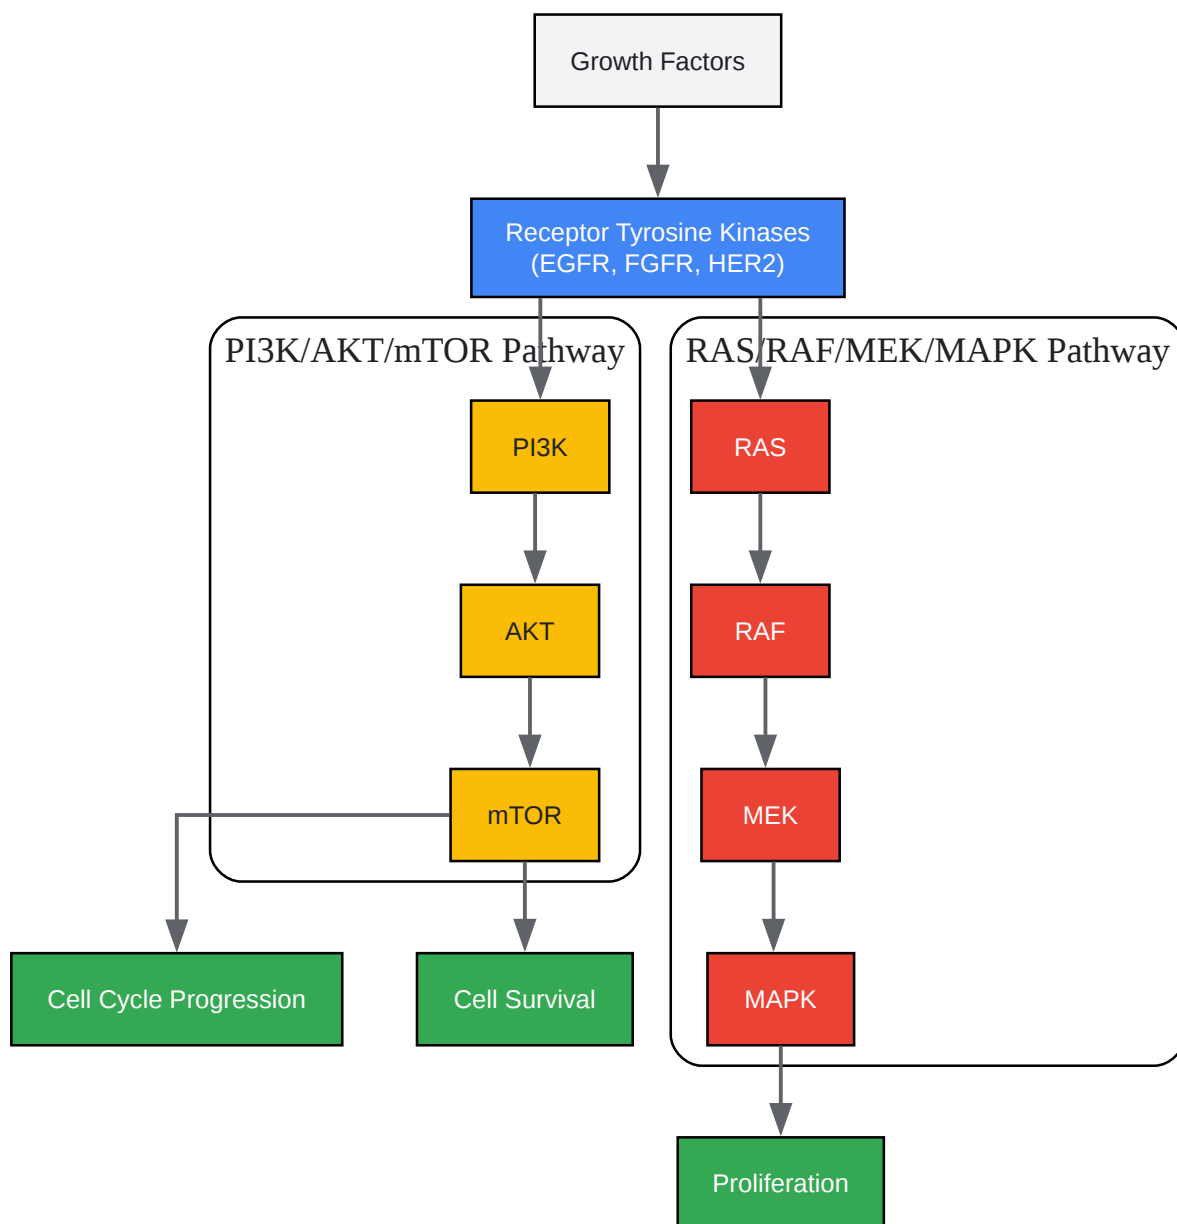 Growth Factors
Receptor Tyrosine Kinases
(EGFR, FGFR, HER2)
PI3K/AKT/mTOR Pathway
RAS/RAF/MEK/MAPK Pathway
PI3K
RAS
AKT
RAF
mTOR
MEK
Cell Cycle Progression
Cell Survival
MAPK
Proliferation